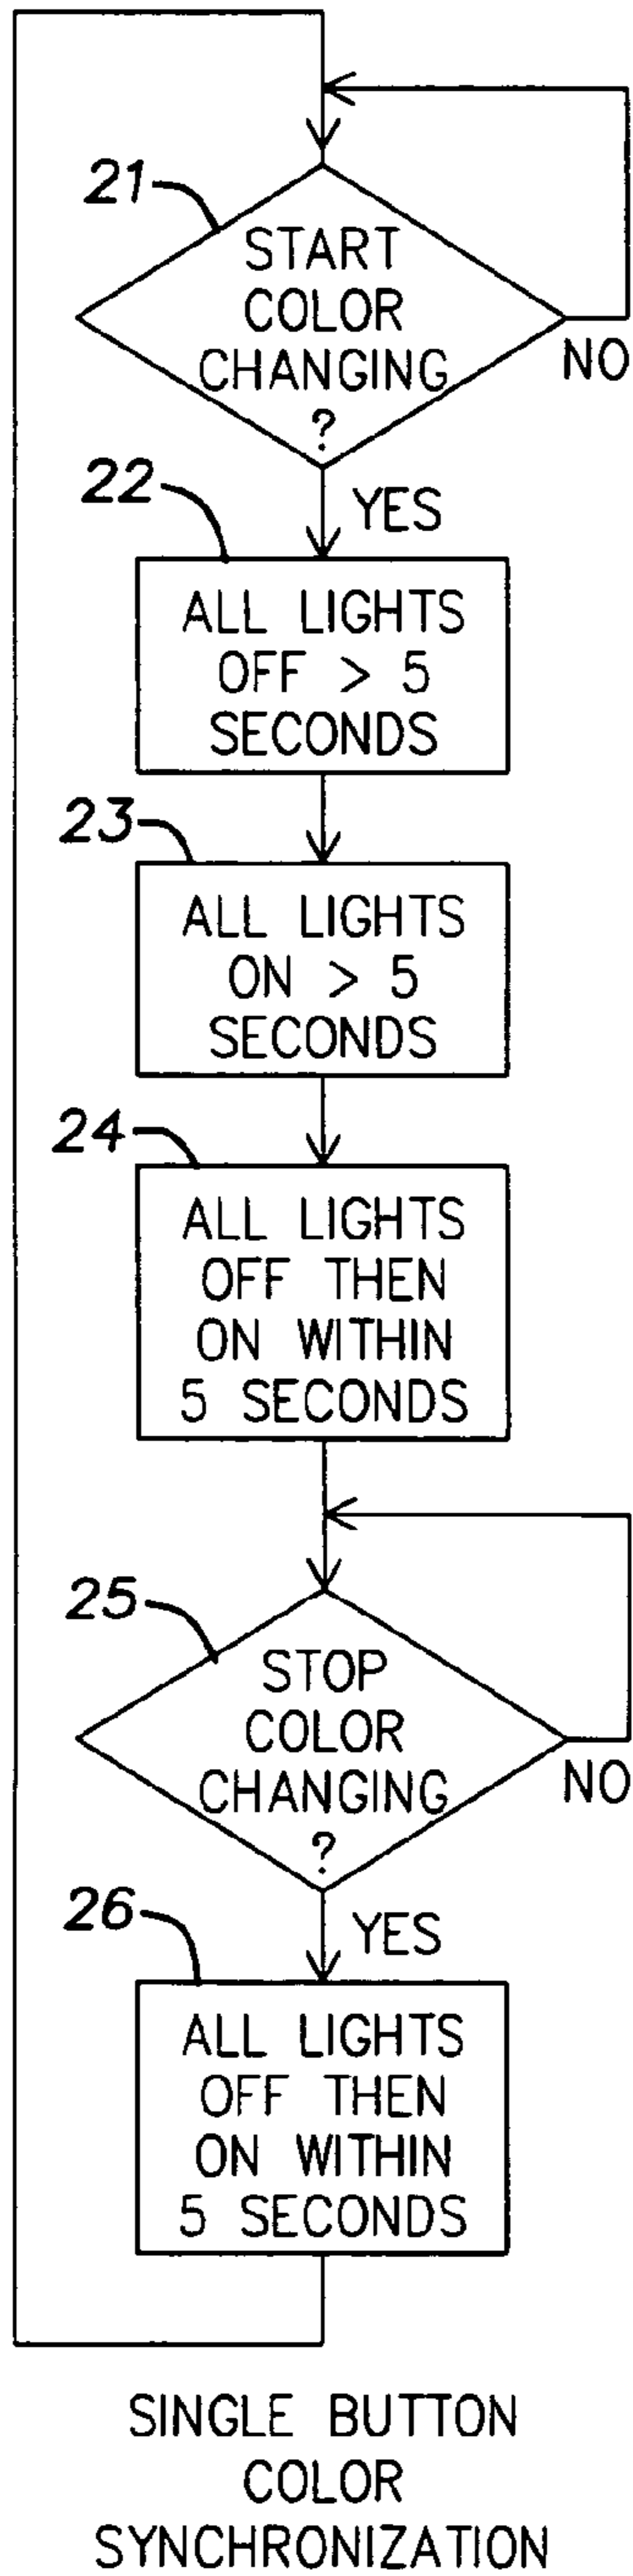 21
START
COLOR
CHANGING
?
NO
YES
22
ALL LIGHTS
OFF > 5
SECONDS
23
ALL LIGHTS
ON > 5
SECONDS
24
ALL LIGHTS
OFF THEN
ON WITHIN
5 SECONDS
25
STOP
COLOR
CHANGING
?
NO
YES
26
ALL LIGHTS
OFF THEN
ON WITHIN
5 SECONDS
SINGLE BUTTON
COLOR
SYNCHRONIZATION